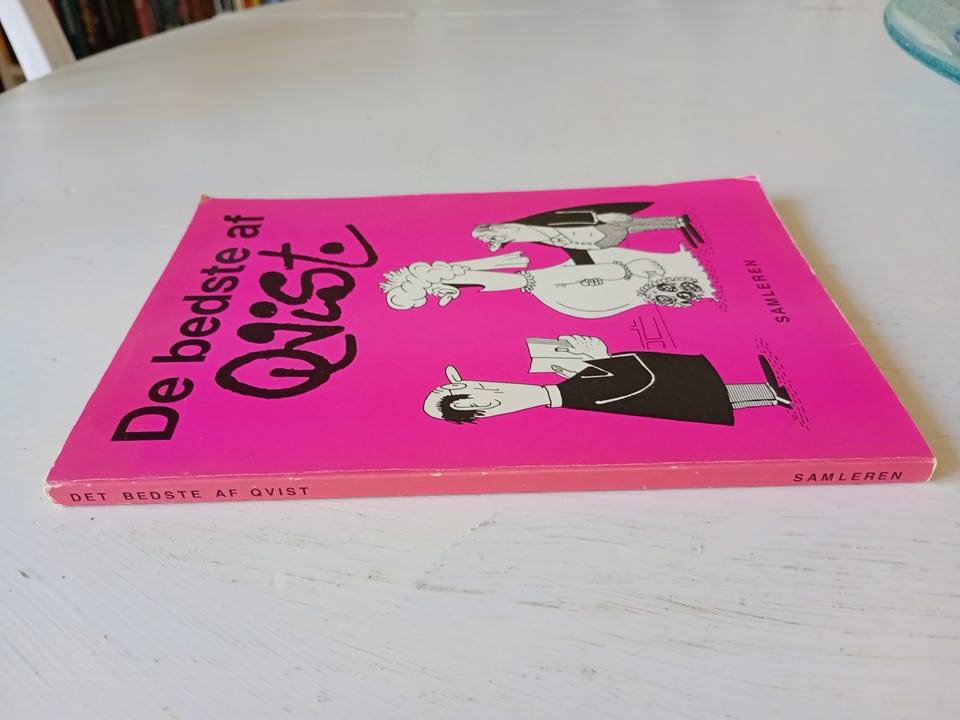 De bedste af
QViST.
SAMLEREN
DET BEDSTE AF QVIST
SAMLEREN